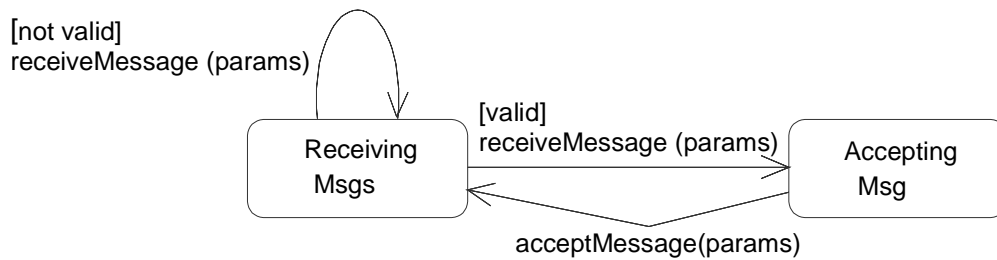 [not valid]
receiveMessage (params)
[valid]
receiveMessage (params)
Receiving
Msgs
Accepting
Msg
acceptMessage(params)